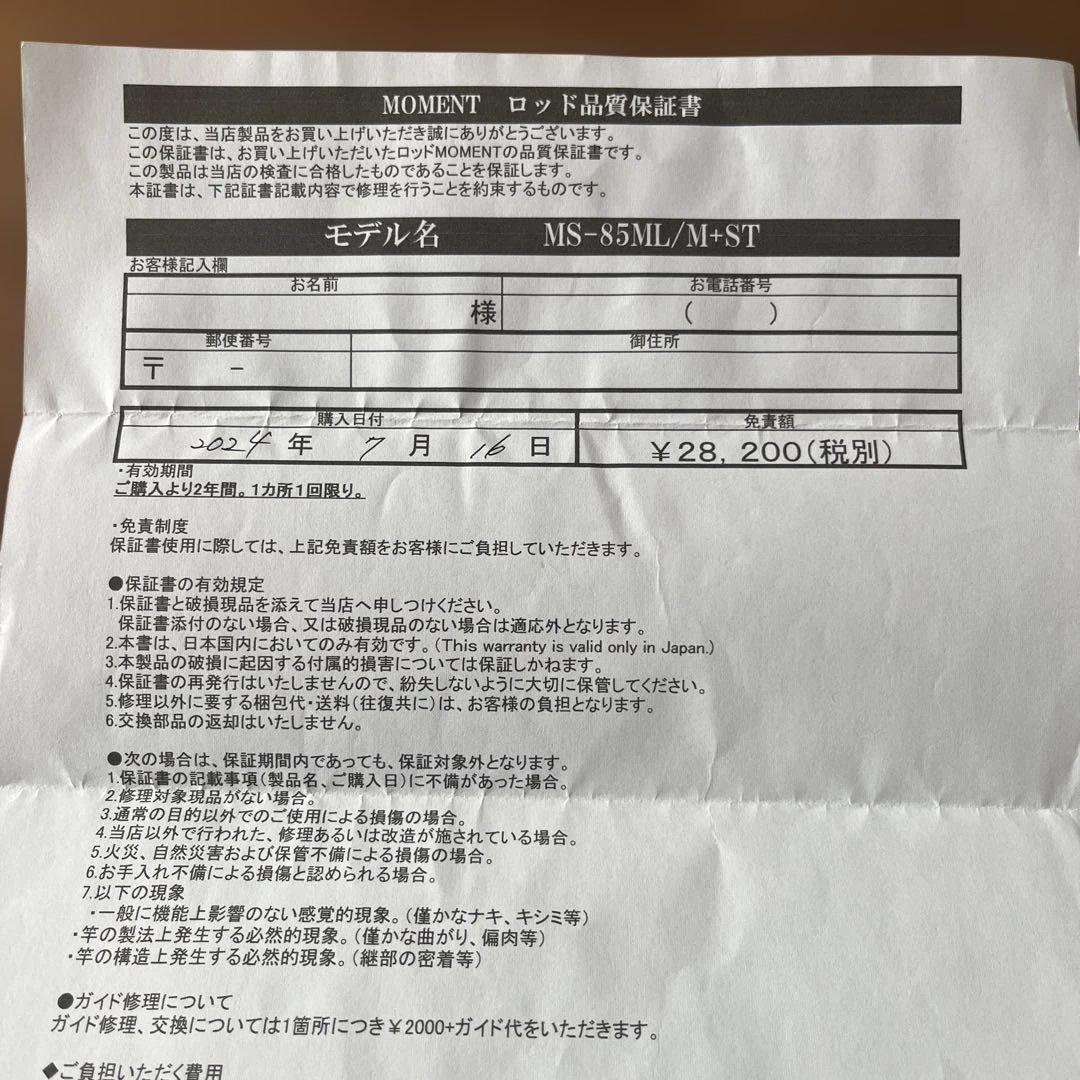 MOMENT ロッド品質保証書
この度は、当店製品をお買い上げいただき誠にありがとうございます。
この保証書は、お買い上げいただいたロッドMOMENTの品質保証書です。
この製品は当店の検査に合格したものであることを保証します。
本証書は、下記証書記載内容で修理を行うことを約束するものです。
モデル名 MS-85ML/M+ST
お客様記入欄
お名前 お電話番号
様 ( )
郵便番号 御住所
〒 -
購入日付 免責額
2024 年 7 月 16 日 ￥28,200(税別)
・有効期間
ご購入より2年間。1カ所1回限り。
・免責制度
保証書使用に際しては、上記免責額をお客様にご負担していただきます。
●保証書の有効規定
1.保証書と破損現品を添えて当店へ申しつけください。
保証書添付のない場合、又は破損現品のない場合は適応外となります。
2.本書は、日本国内においてのみ有効です。(This warranty is valid only in Japan.)
3.本製品の破損に起因する付属的損害については保証しかねます。
4.保証書の再発行はいたしませんので、紛失しないように大切に保管してください。
5.修理以外に要する梱包代・送料(往復共に)は、お客様の負担となります。
6.交換部品の返却はいたしません。
●次の場合は、保証期間内であっても、保証対象外となります。
1.保証書の記載事項(製品名、ご購入日)に不備があった場合。
2.修理対象現品がない場合。
3.通常の目的以外でのご使用による損傷の場合。
4.当店以外で行われた、修理あるいは改造が施されている場合。
5.火災、自然災害および保管不備による損傷の場合。
6.お手入れ不備による損傷と認められる場合。
7.以下の現象
・一般に機能上影響のない感覚的現象。(僅かなナキ、キシミ等)
・竿の製法上発生する必然的現象。(僅かな曲がり、偏肉等)
・竿の構造上発生する必然的現象。(継部の密着等)
●ガイド修理について
ガイド修理、交換については1箇所につき￥2000+ガイド代をいただきます。
◆ご負担いただく費用